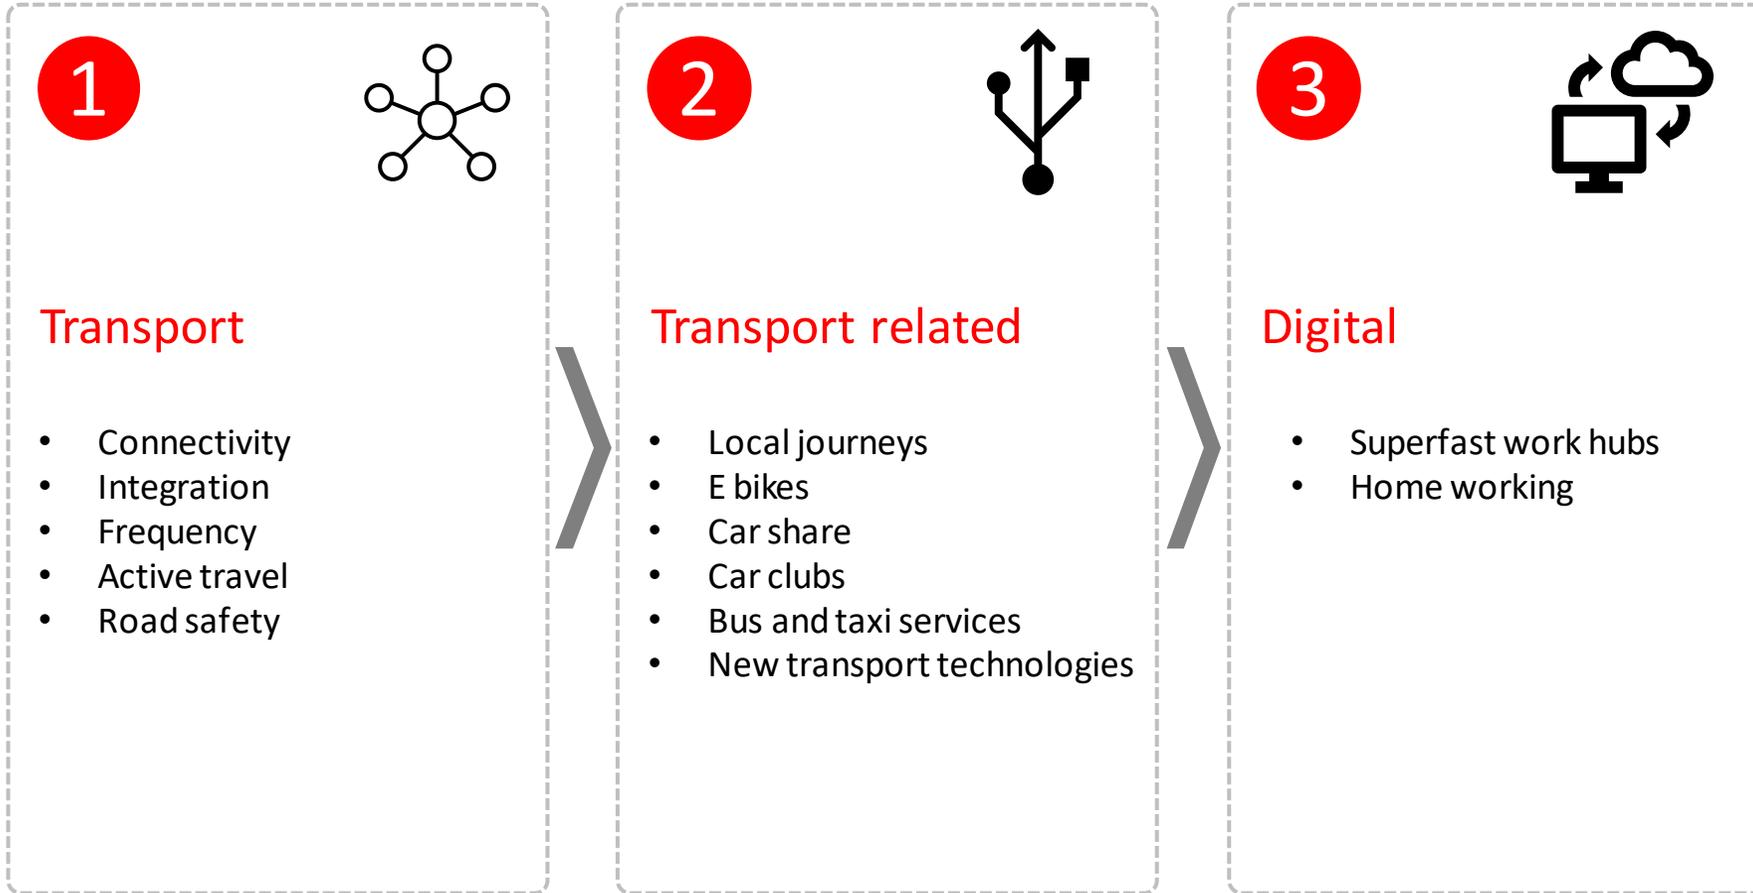 1
Transport
• Connectivity
• Integration
• Frequency
• Active travel
• Road safety
2
Transport related
• Local journeys
• E bikes
• Car share
• Car clubs
• Bus and taxi services
• New transport technologies
3
Digital
• Superfast work hubs
• Home working